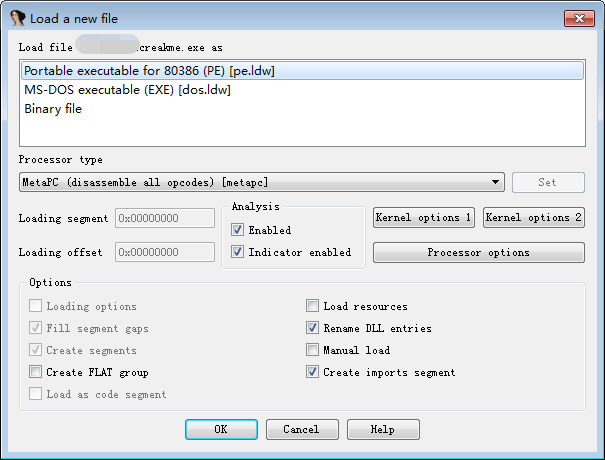 Load a new file
Load file .creakme.exe as
Portable executable for 80386 (PE) [pe.ldw]
MS-DOS executable (EXE) [dos.ldw]
Binary file
Processor type
MetaPC (disassemble all opcodes) [metapc]
Set
Loading segment 0x00000000
Loading offset 0x00000000
Analysis
Enabled
Indicator enabled
Kernel options 1
Kernel options 2
Processor options
Options
Loading options
Fill segment gaps
Create segments
Create FLAT group
Load as code segment
Load resources
Rename DLL entries
Manual load
Create imports segment
OK
Cancel
Help